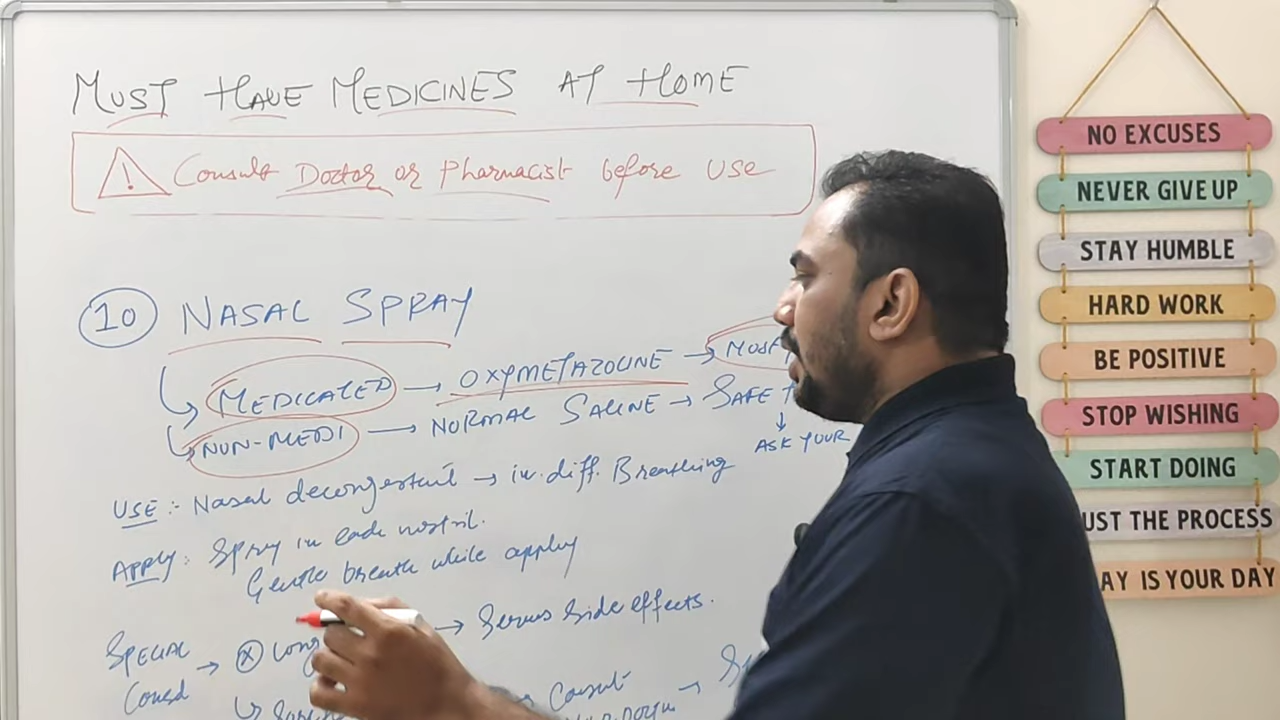 MUST HAVE MEDICINES AT HOME
Consult Doctor or Pharmacist before use
10 NASAL SPRAY
MEDICATED → OXYMETAZOLINE →
NON-MEDI → NORMAL SALINE → SAFE
ASK YOUR
USE :- Nasal decongestant → in diff. Breathing
APPLY: Spray in each nostril.
Gentle breath while apply
SPECIAL → → Serius side effects.
Consd Consult
NO EXCUSES
NEVER GIVE UP
STAY HUMBLE
HARD WORK
BE POSITIVE
STOP WISHING
START DOING
UST THE PROCESS
AY IS YOUR DAY